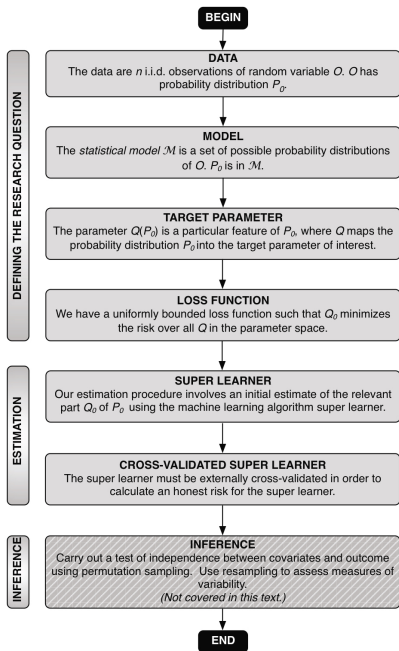 BEGIN
DEFINING THE RESEARCH QUESTION
DATA
The data are n i.i.d. observations of random variable O. O has
probability distribution P₀.
MODEL
The statistical model ℳ is a set of possible probability distributions
of O. P₀ is in ℳ.
TARGET PARAMETER
The parameter Q(P₀) is a particular feature of P₀, where Q maps the
probability distribution P₀ into the target parameter of interest.
LOSS FUNCTION
We have a uniformly bounded loss function such that Q₀ minimizes
the risk over all Q in the parameter space.
ESTIMATION
SUPER LEARNER
Our estimation procedure involves an initial estimate of the relevant
part Q₀ of P₀ using the machine learning algorithm super learner.
CROSS-VALIDATED SUPER LEARNER
The super learner must be externally cross-validated in order to
calculate an honest risk for the super learner.
INFERENCE
INFERENCE
Carry out a test of independence between covariates and outcome
using permutation sampling. Use resampling to assess measures of
variability.
(Not covered in this text.)
END